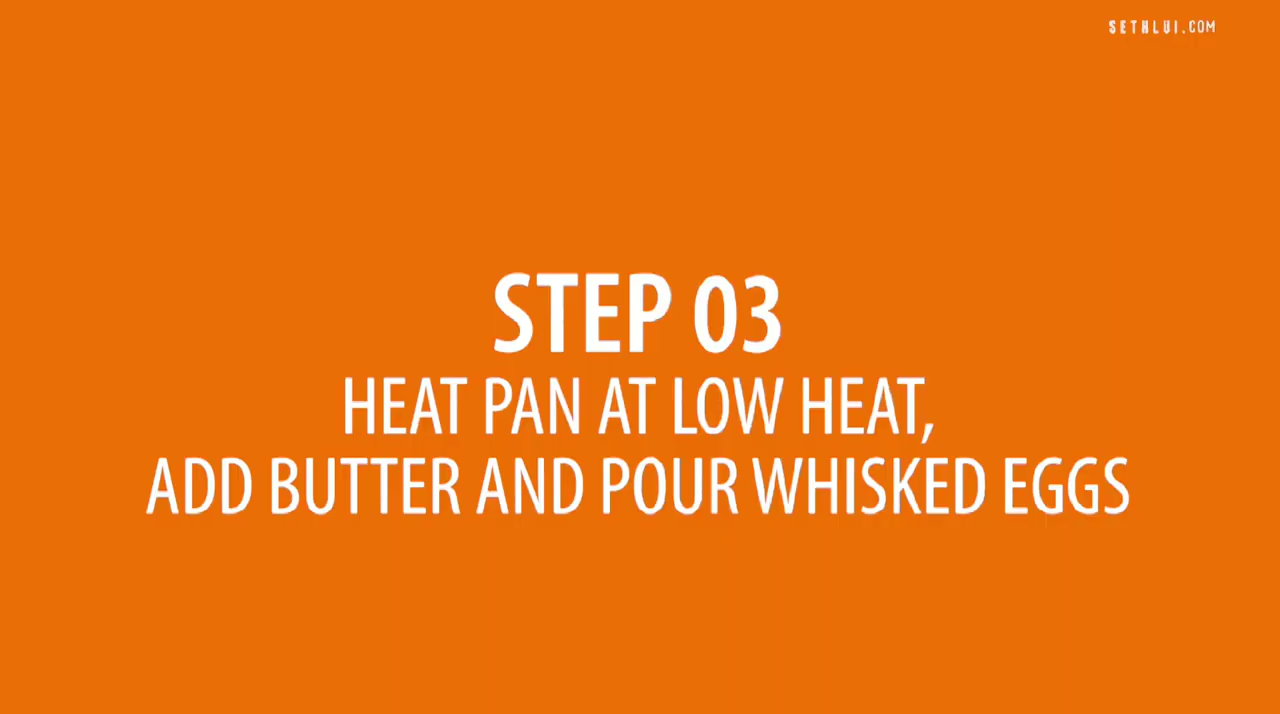 SETHLUI.COM
STEP 03
HEAT PAN AT LOW HEAT,
ADD BUTTER AND POUR WHISKED EGGS